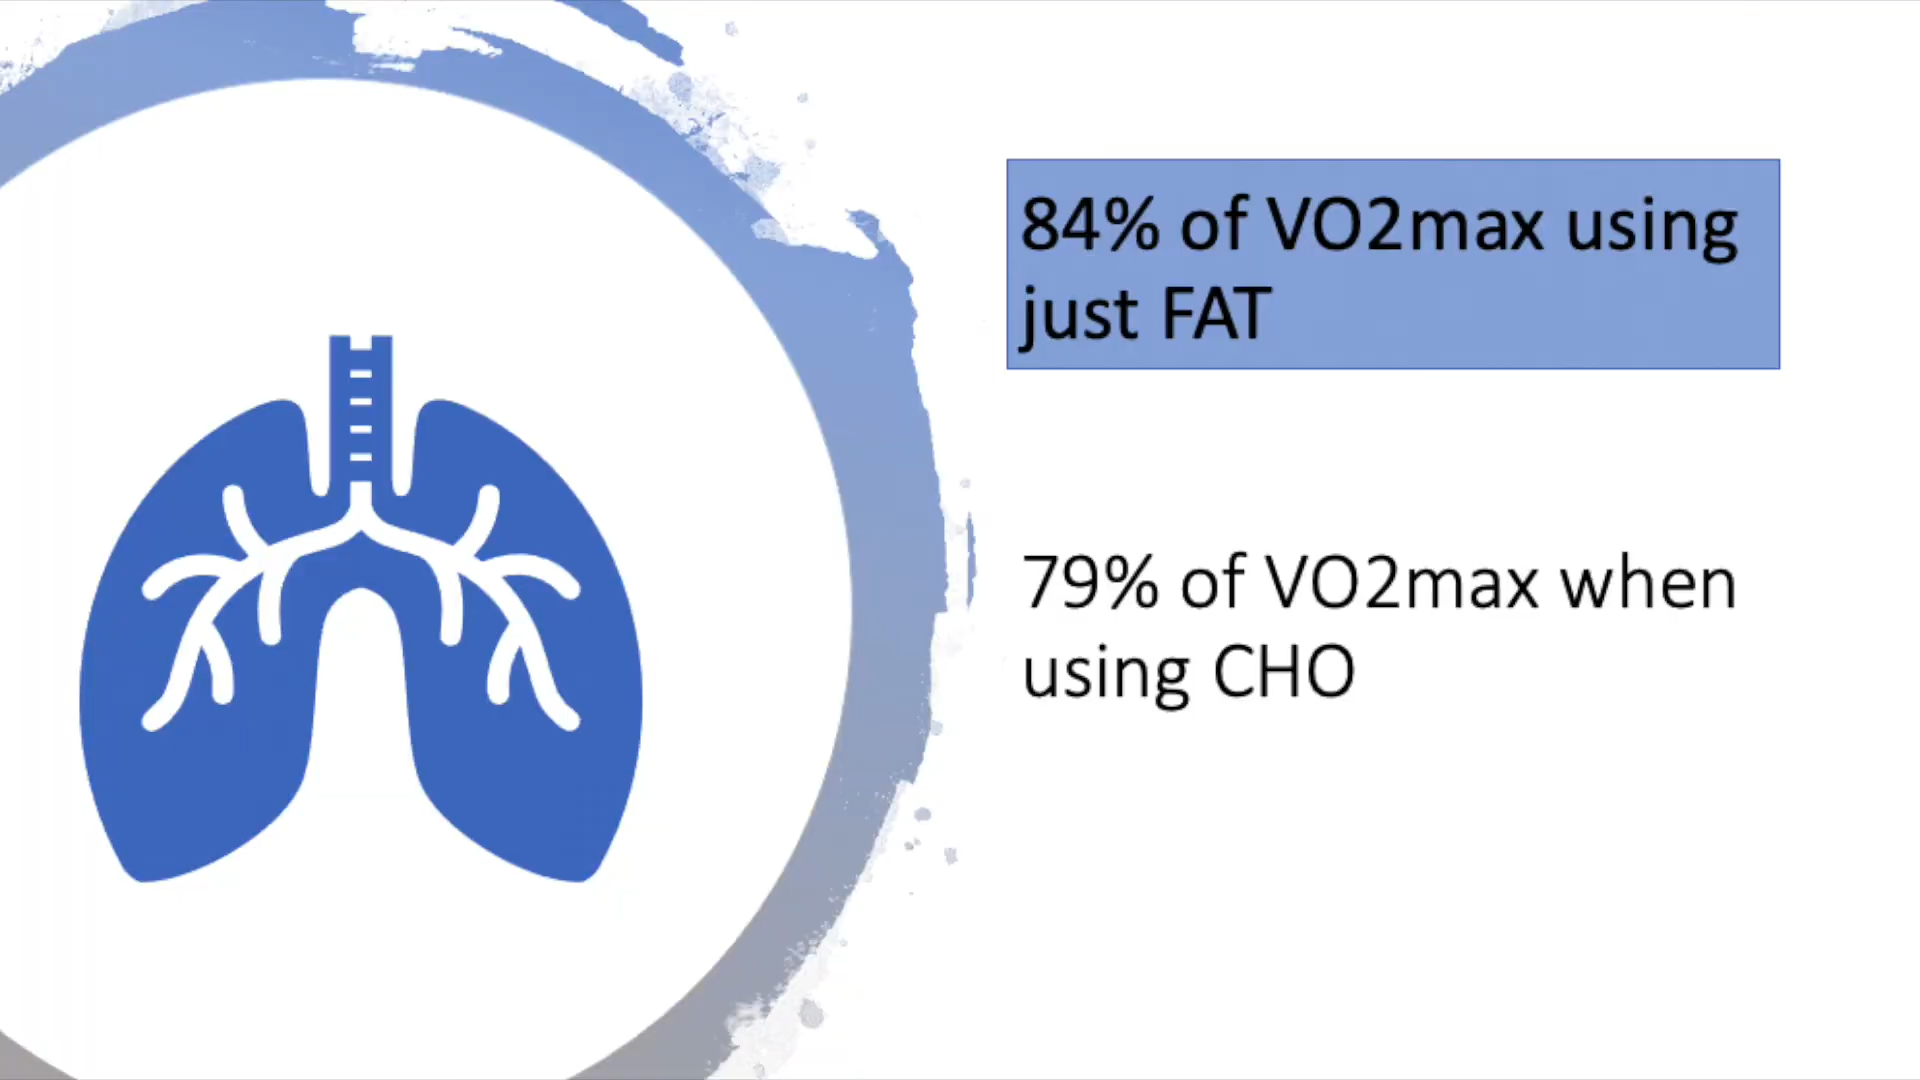 84% of VO2max using
just FAT
79% of VO2max when
using CHO